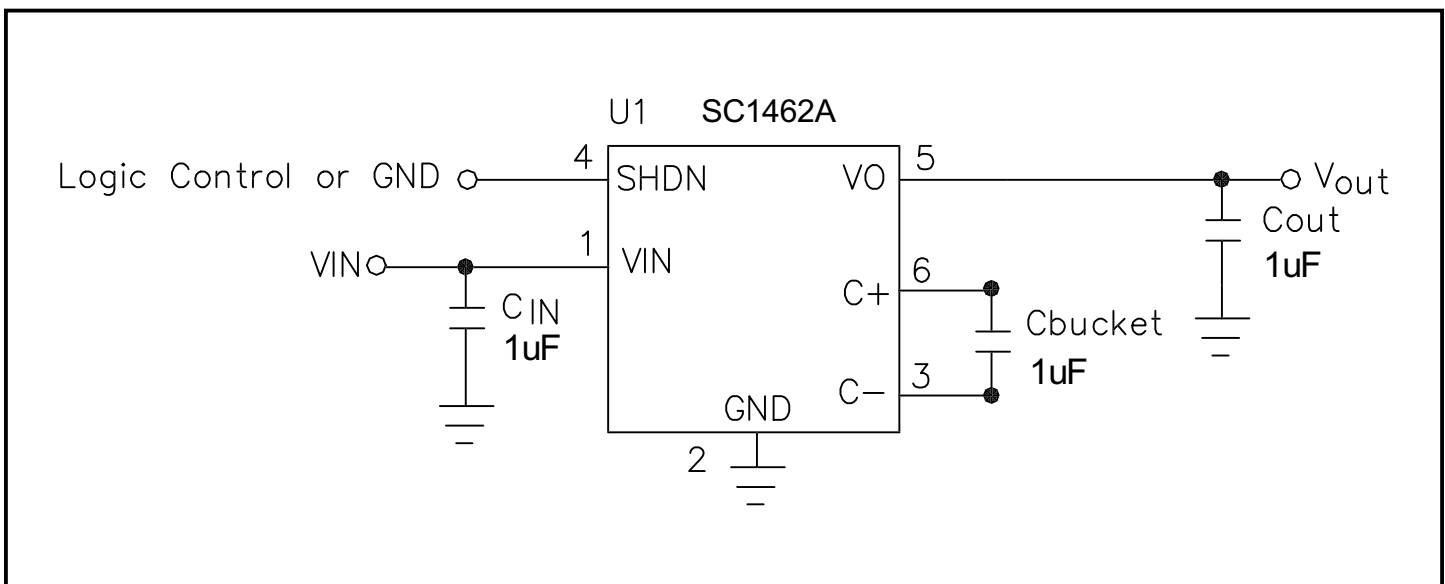 U1 SC1462A
Logic Control or GND
4
SHDN
VO
5
Vout
Cout
1uF
VIN
1
VIN
CIN
1uF
C+
6
Cbucket
1uF
C−
3
GND
2